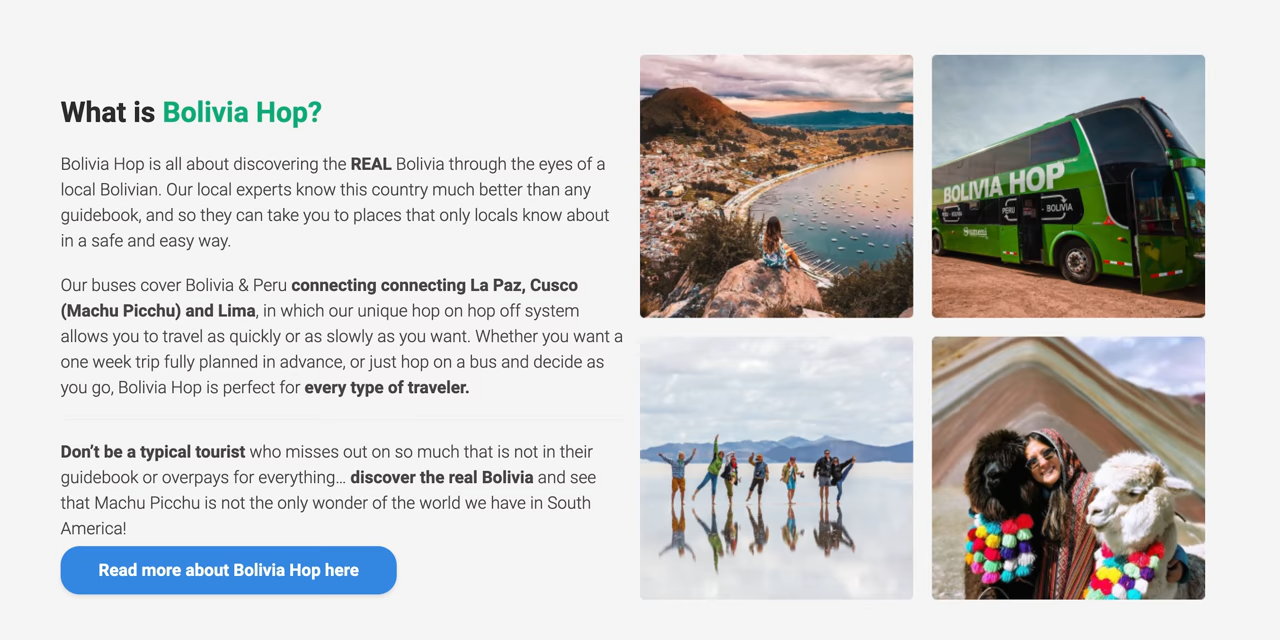 What is Bolivia Hop?
Bolivia Hop is all about discovering the REAL Bolivia through the eyes of a
local Bolivian. Our local experts know this country much better than any
guidebook, and so they can take you to places that only locals know about
in a safe and easy way.
Our buses cover Bolivia & Peru connecting connecting La Paz, Cusco
(Machu Picchu) and Lima, in which our unique hop on hop off system
allows you to travel as quickly or as slowly as you want. Whether you want a
one week trip fully planned in advance, or just hop on a bus and decide as
you go, Bolivia Hop is perfect for every type of traveler.
Don’t be a typical tourist who misses out on so much that is not in their
guidebook or overpays for everything… discover the real Bolivia and see
that Machu Picchu is not the only wonder of the world we have in South
America!
Read more about Bolivia Hop here
BOLIVIA HOP
PERU
BOLIVIA